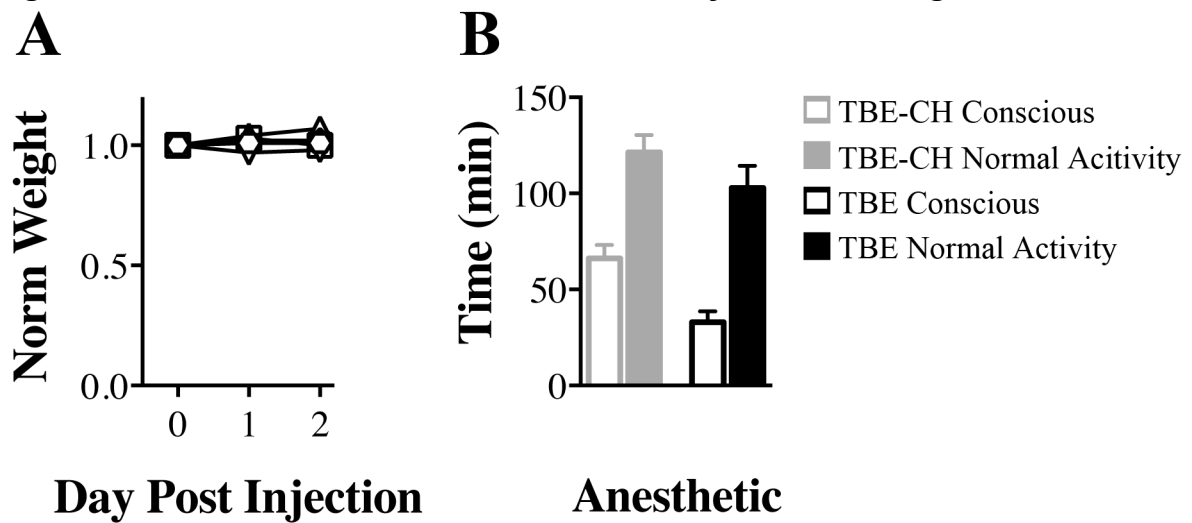 A
B
Norm Weight
1.0
0.5
0.0
0 1 2
Day Post Injection
Time (min)
150
100
50
0
Anesthetic
TBE-CH Conscious
TBE-CH Normal Acitivity
TBE Conscious
TBE Normal Activity